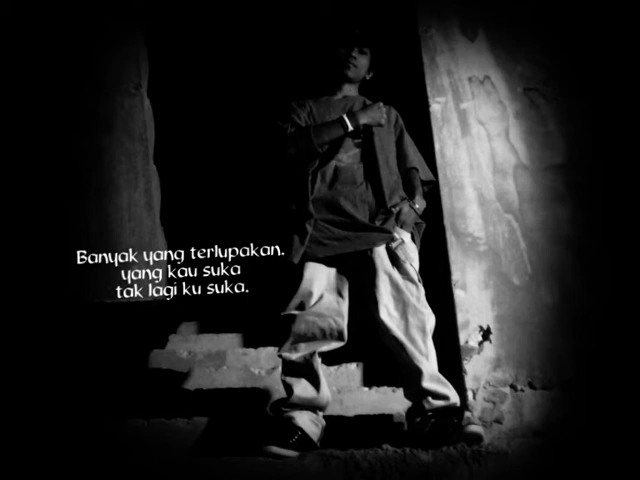 Banyak yang terlupakan.
yang kau suka
tak lagi ku suka.